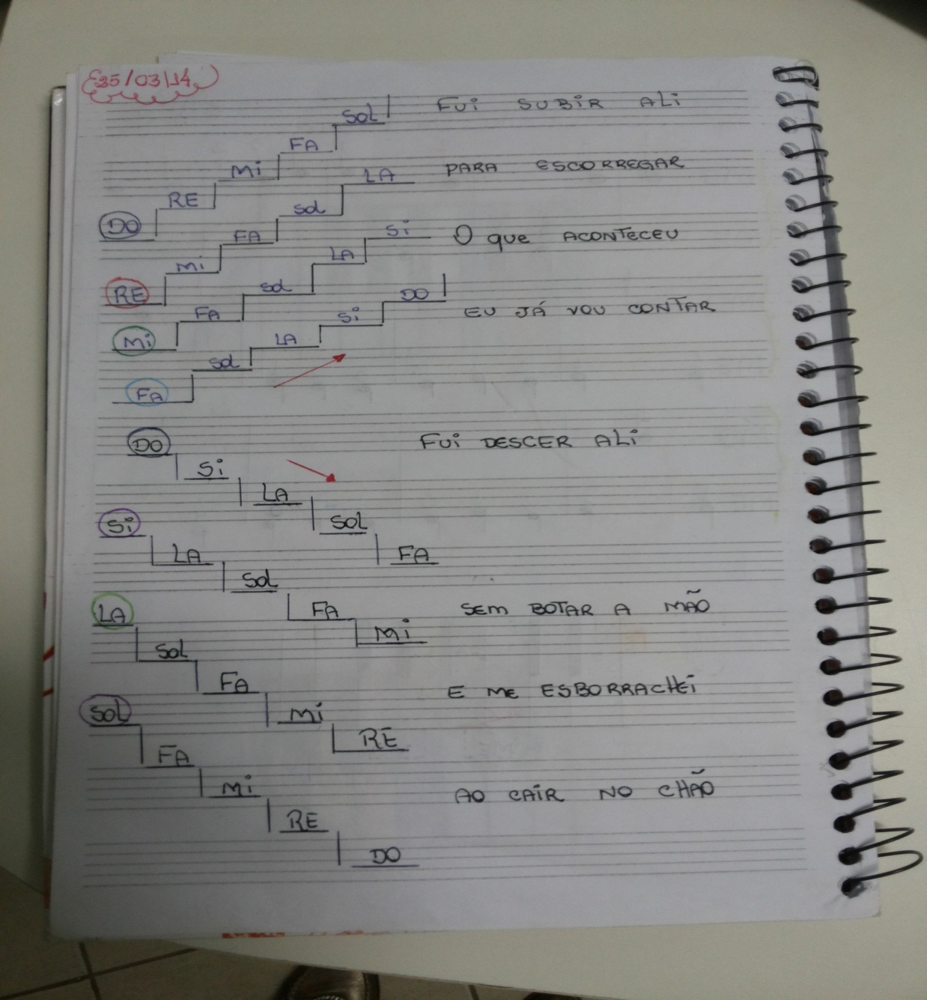 25/03/14
DO RE Mi FA Sol Fui SUBIR ALi
RE Mi FA Sol LA PARA ESCORREGAR
Mi FA Sol LA Si O que ACONTECEU
FA Sol LA Si DO EU JÁ VOU CONTAR
DO Si LA Sol FA Fui DESCER ALi
Si LA Sol FA Mi SEM BOTAR A MÃO
LA Sol FA Mi RE E ME ESBORRACHEi
Sol FA Mi RE DO AO CAIR NO CHÃO